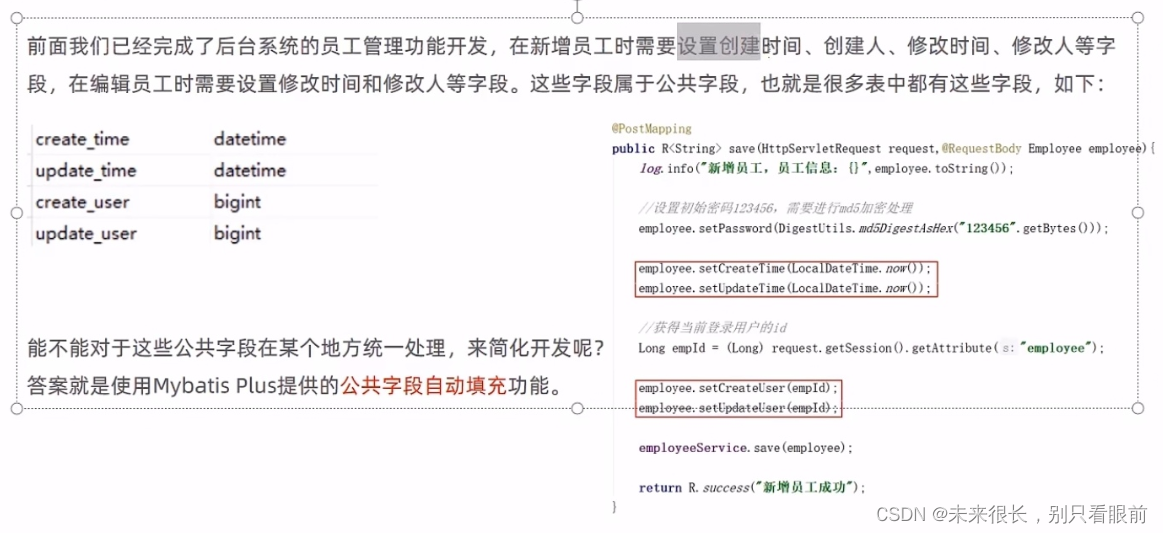 前面我们已经完成了后台系统的员工管理功能开发，在新增员工时需要设置创建时间、创建人、修改时间、修改人等字
段，在编辑员工时需要设置修改时间和修改人等字段。这些字段属于公共字段，也就是很多表中都有这些字段，如下：
create_time datetime
update_time datetime
create_user bigint
update_user bigint
能不能对于这些公共字段在某个地方统一处理，来简化开发呢？
答案就是使用Mybatis Plus提供的公共字段自动填充功能。
@PostMapping
public R<String> save(HttpServletRequest request,@RequestBody Employee employee){
log.info("新增员工，员工信息：{}",employee.toString());
//设置初始密码123456，需要进行md5加密处理
employee.setPassword(DigestUtils.md5DigestAsHex("123456".getBytes()));
employee.setCreateTime(LocalDateTime.now());
employee.setUpdateTime(LocalDateTime.now());
//获得当前登录用户的id
Long empId = (Long) request.getSession().getAttribute( s: "employee");
employee.setCreateUser(empId);
employee.setUpdateUser(empId);
employeeService.save(employee);
return R.success("新增员工成功");
}
CSDN @未来很长，别只看眼前